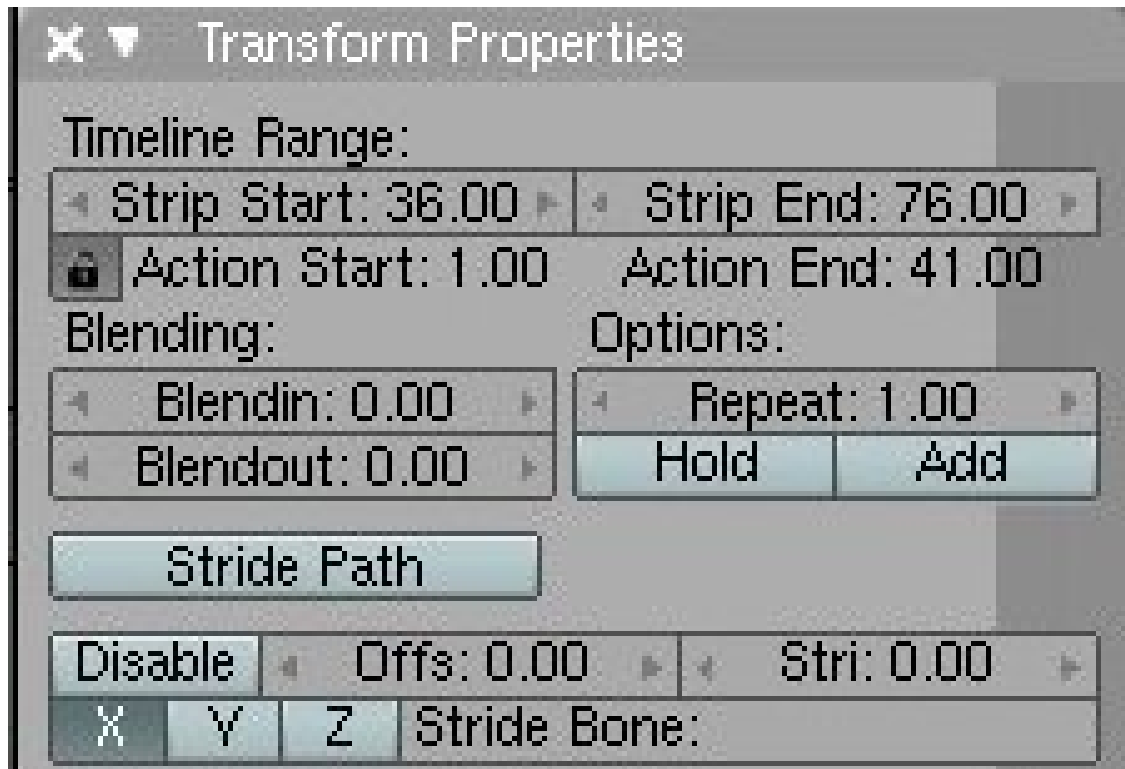 Transform Properties
Timeline Range:
Strip Start: 36.00 Strip End: 76.00
Action Start: 1.00 Action End: 41.00
Blending: Options:
Blendin: 0.00 Repeat: 1.00
Blendout: 0.00 Hold Add
Stride Path
Disable Offs: 0.00 Stri: 0.00
X Y Z Stride Bone: